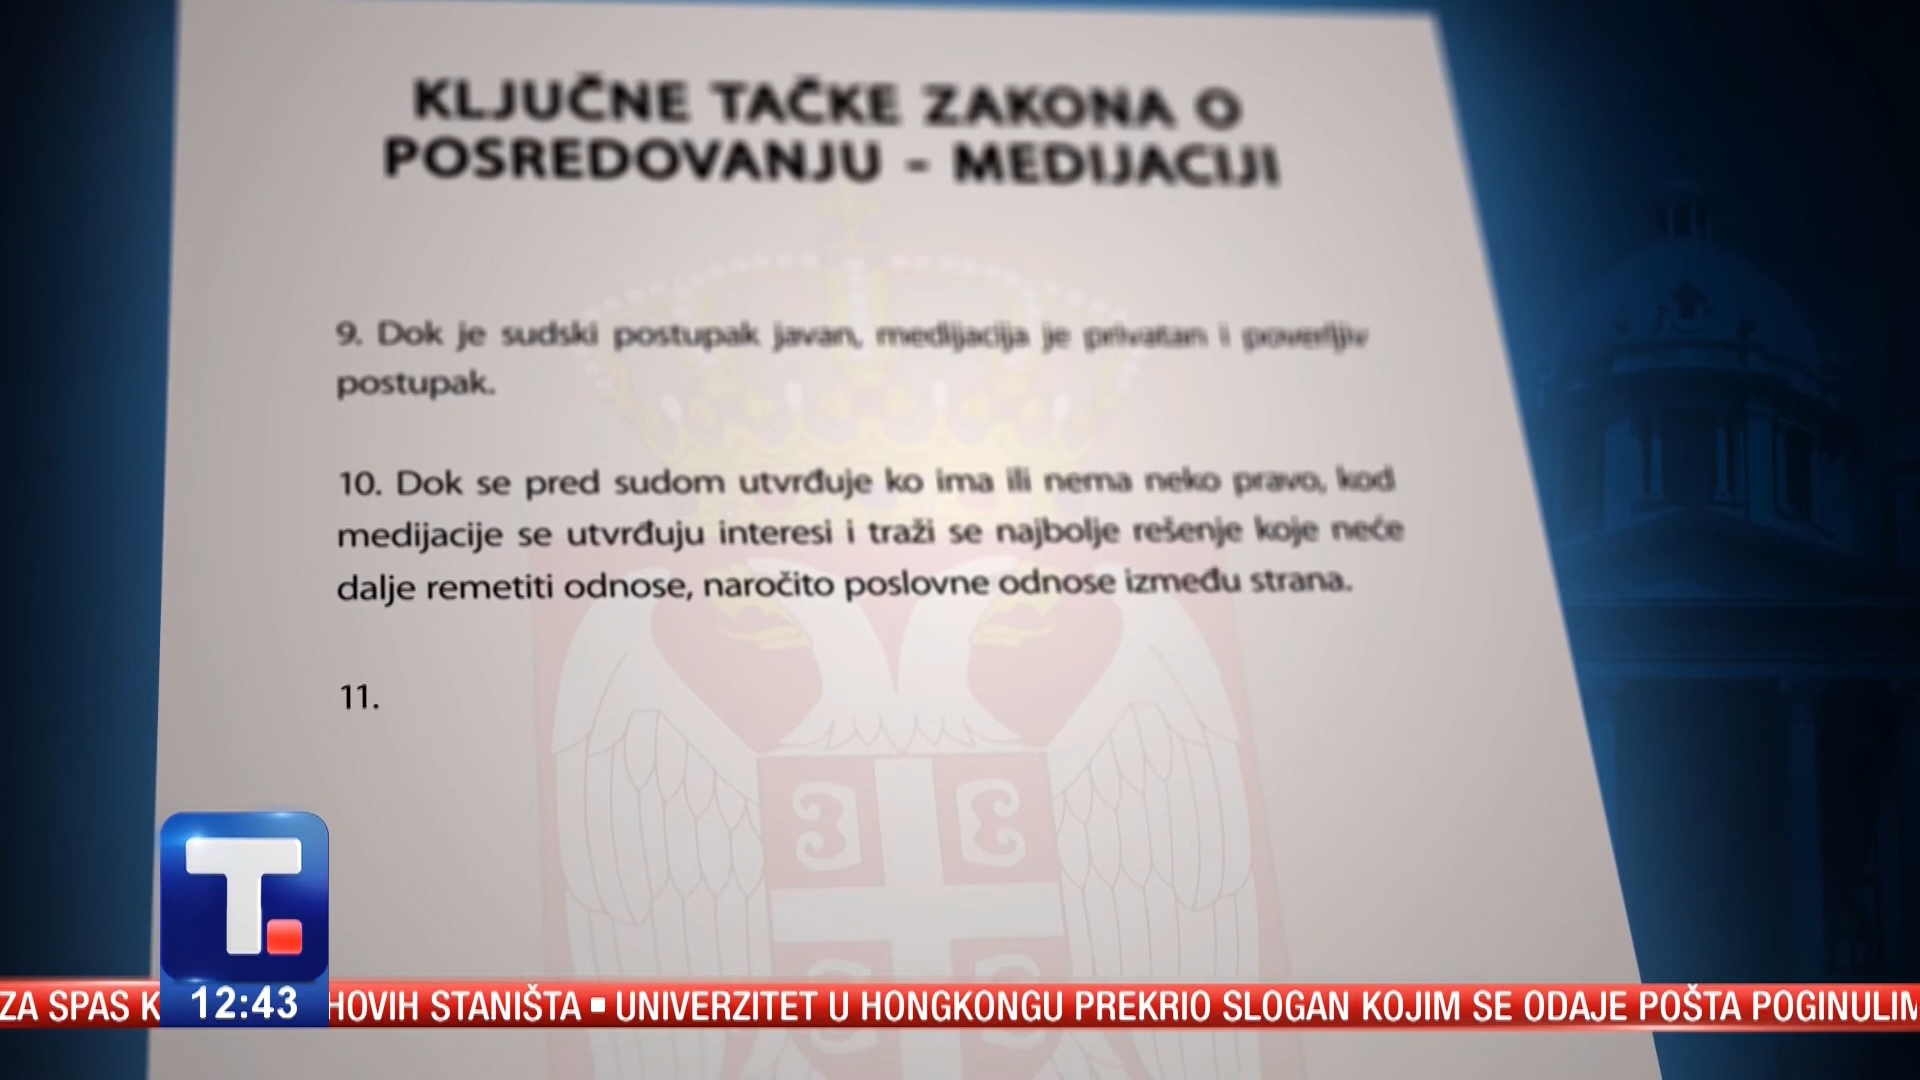 KLJUČNE TAČKE ZAKONA O
POSREDOVANJU - MEDIJACIJI
9. Dok je sudski postupak javan, medijacija je privatan i poverljiv
postupak.
10. Dok se pred sudom utvrđuje ko ima ili nema neko pravo, kod
medijacije se utvrđuju interesi i traži se najbolje rešenje koje neće
dalje remetiti odnose, naročito poslovne odnose između strana.
11.
T.
12:43
ZA SPAS K HOVIH STANIŠTA ▪ UNIVERZITET U HONGKONGU PREKRIO SLOGAN KOJIM SE ODAJE POŠTA POGINULIM